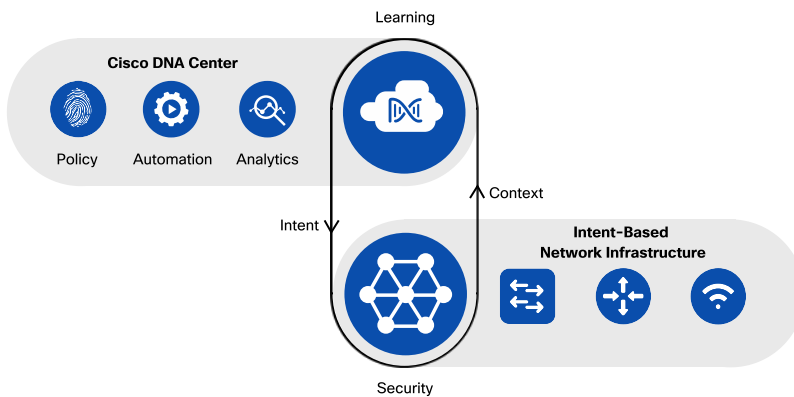 Learning
Cisco DNA Center
Policy
Automation
Analytics
Context
Intent
Intent-Based
Network Infrastructure
Security